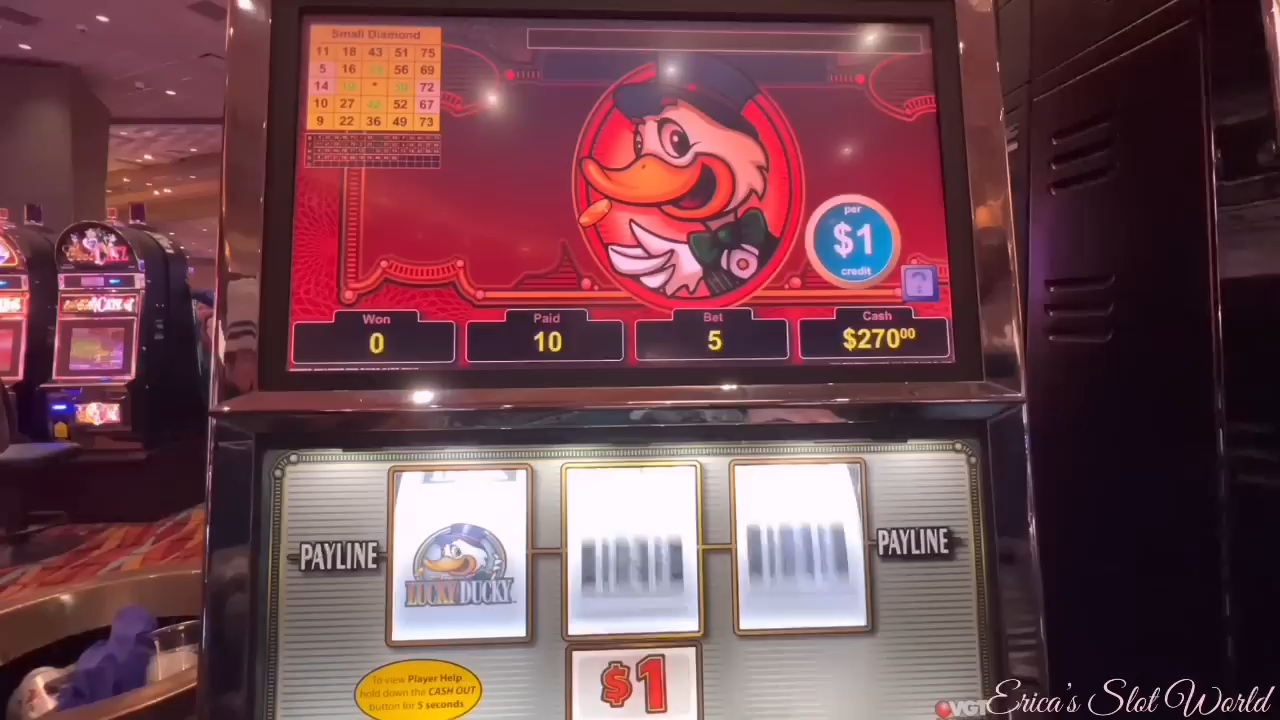 Small Diamond
11 18 43 51 75
5 16 56 69
14 * 72
10 27 42 52 67
9 22 36 49 73
per
$1
credit
?
Won
Paid
Bet
Cash
0
10
5
$270⁰⁰
PAYLINE
PAYLINE
LUCKY DUCKY
To view Player Help
hold down the CASH OUT
button for 5 seconds
$1
VGT
Erica's Slot World